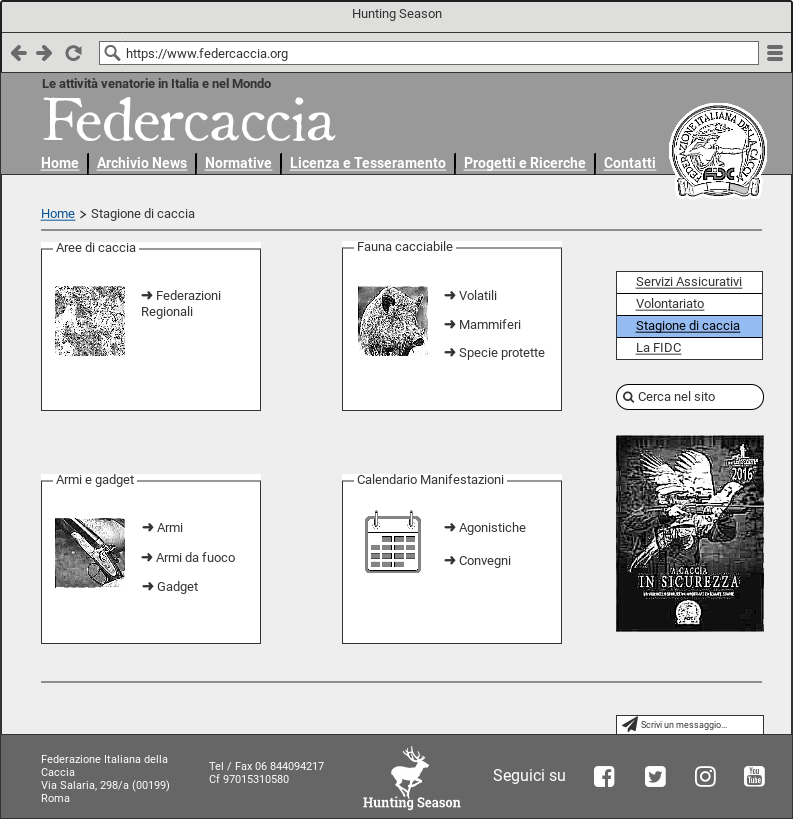 Hunting Season
https://www.federcaccia.org
Le attività venatorie in Italia e nel Mondo
Federcaccia
Home
Archivio News
Normative
Licenza e Tesseramento
Progetti e Ricerche
Contatti
FEDERAZIONE ITALIANA DELLA CACCIA
FIDC
Home > Stagione di caccia
Aree di caccia
Federazioni
Regionali
Fauna cacciabile
Volatili
Mammiferi
Specie protette
Servizi Assicurativi
Volontariato
Stagione di caccia
La FIDC
Cerca nel sito
2016
A CACCIA
IN SICUREZZA
Armi e gadget
Armi
Armi da fuoco
Gadget
Calendario Manifestazioni
Agonistiche
Convegni
Scrivi un messaggio...
Federazione Italiana della
Caccia
Via Salaria, 298/a (00199)
Roma
Tel / Fax 06 844094217
Cf 97015310580
Hunting Season
Seguici su
You
Tube